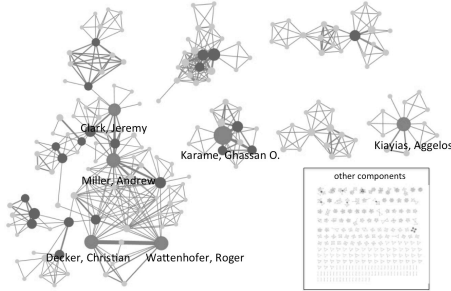 Clark, Jeremy
Karame, Ghassan O.
Kiayias, Aggelos
Miller, Andrew
Decker, Christian
Wattenhofer, Roger
other components